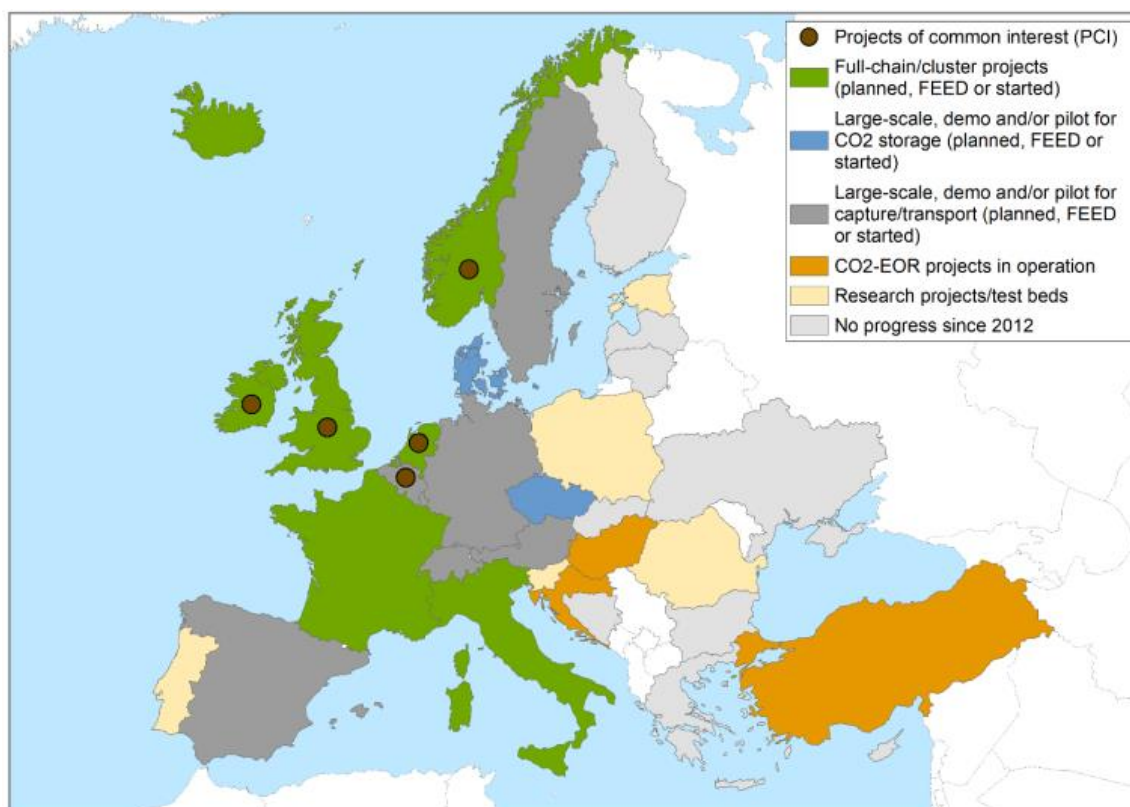 Projects of common interest (PCI)
Full-chain/cluster projects
(planned, FEED or started)
Large-scale, demo and/or pilot for
CO2 storage (planned, FEED or
started)
Large-scale, demo and/or pilot for
capture/transport (planned, FEED
or started)
CO2-EOR projects in operation
Research projects/test beds
No progress since 2012